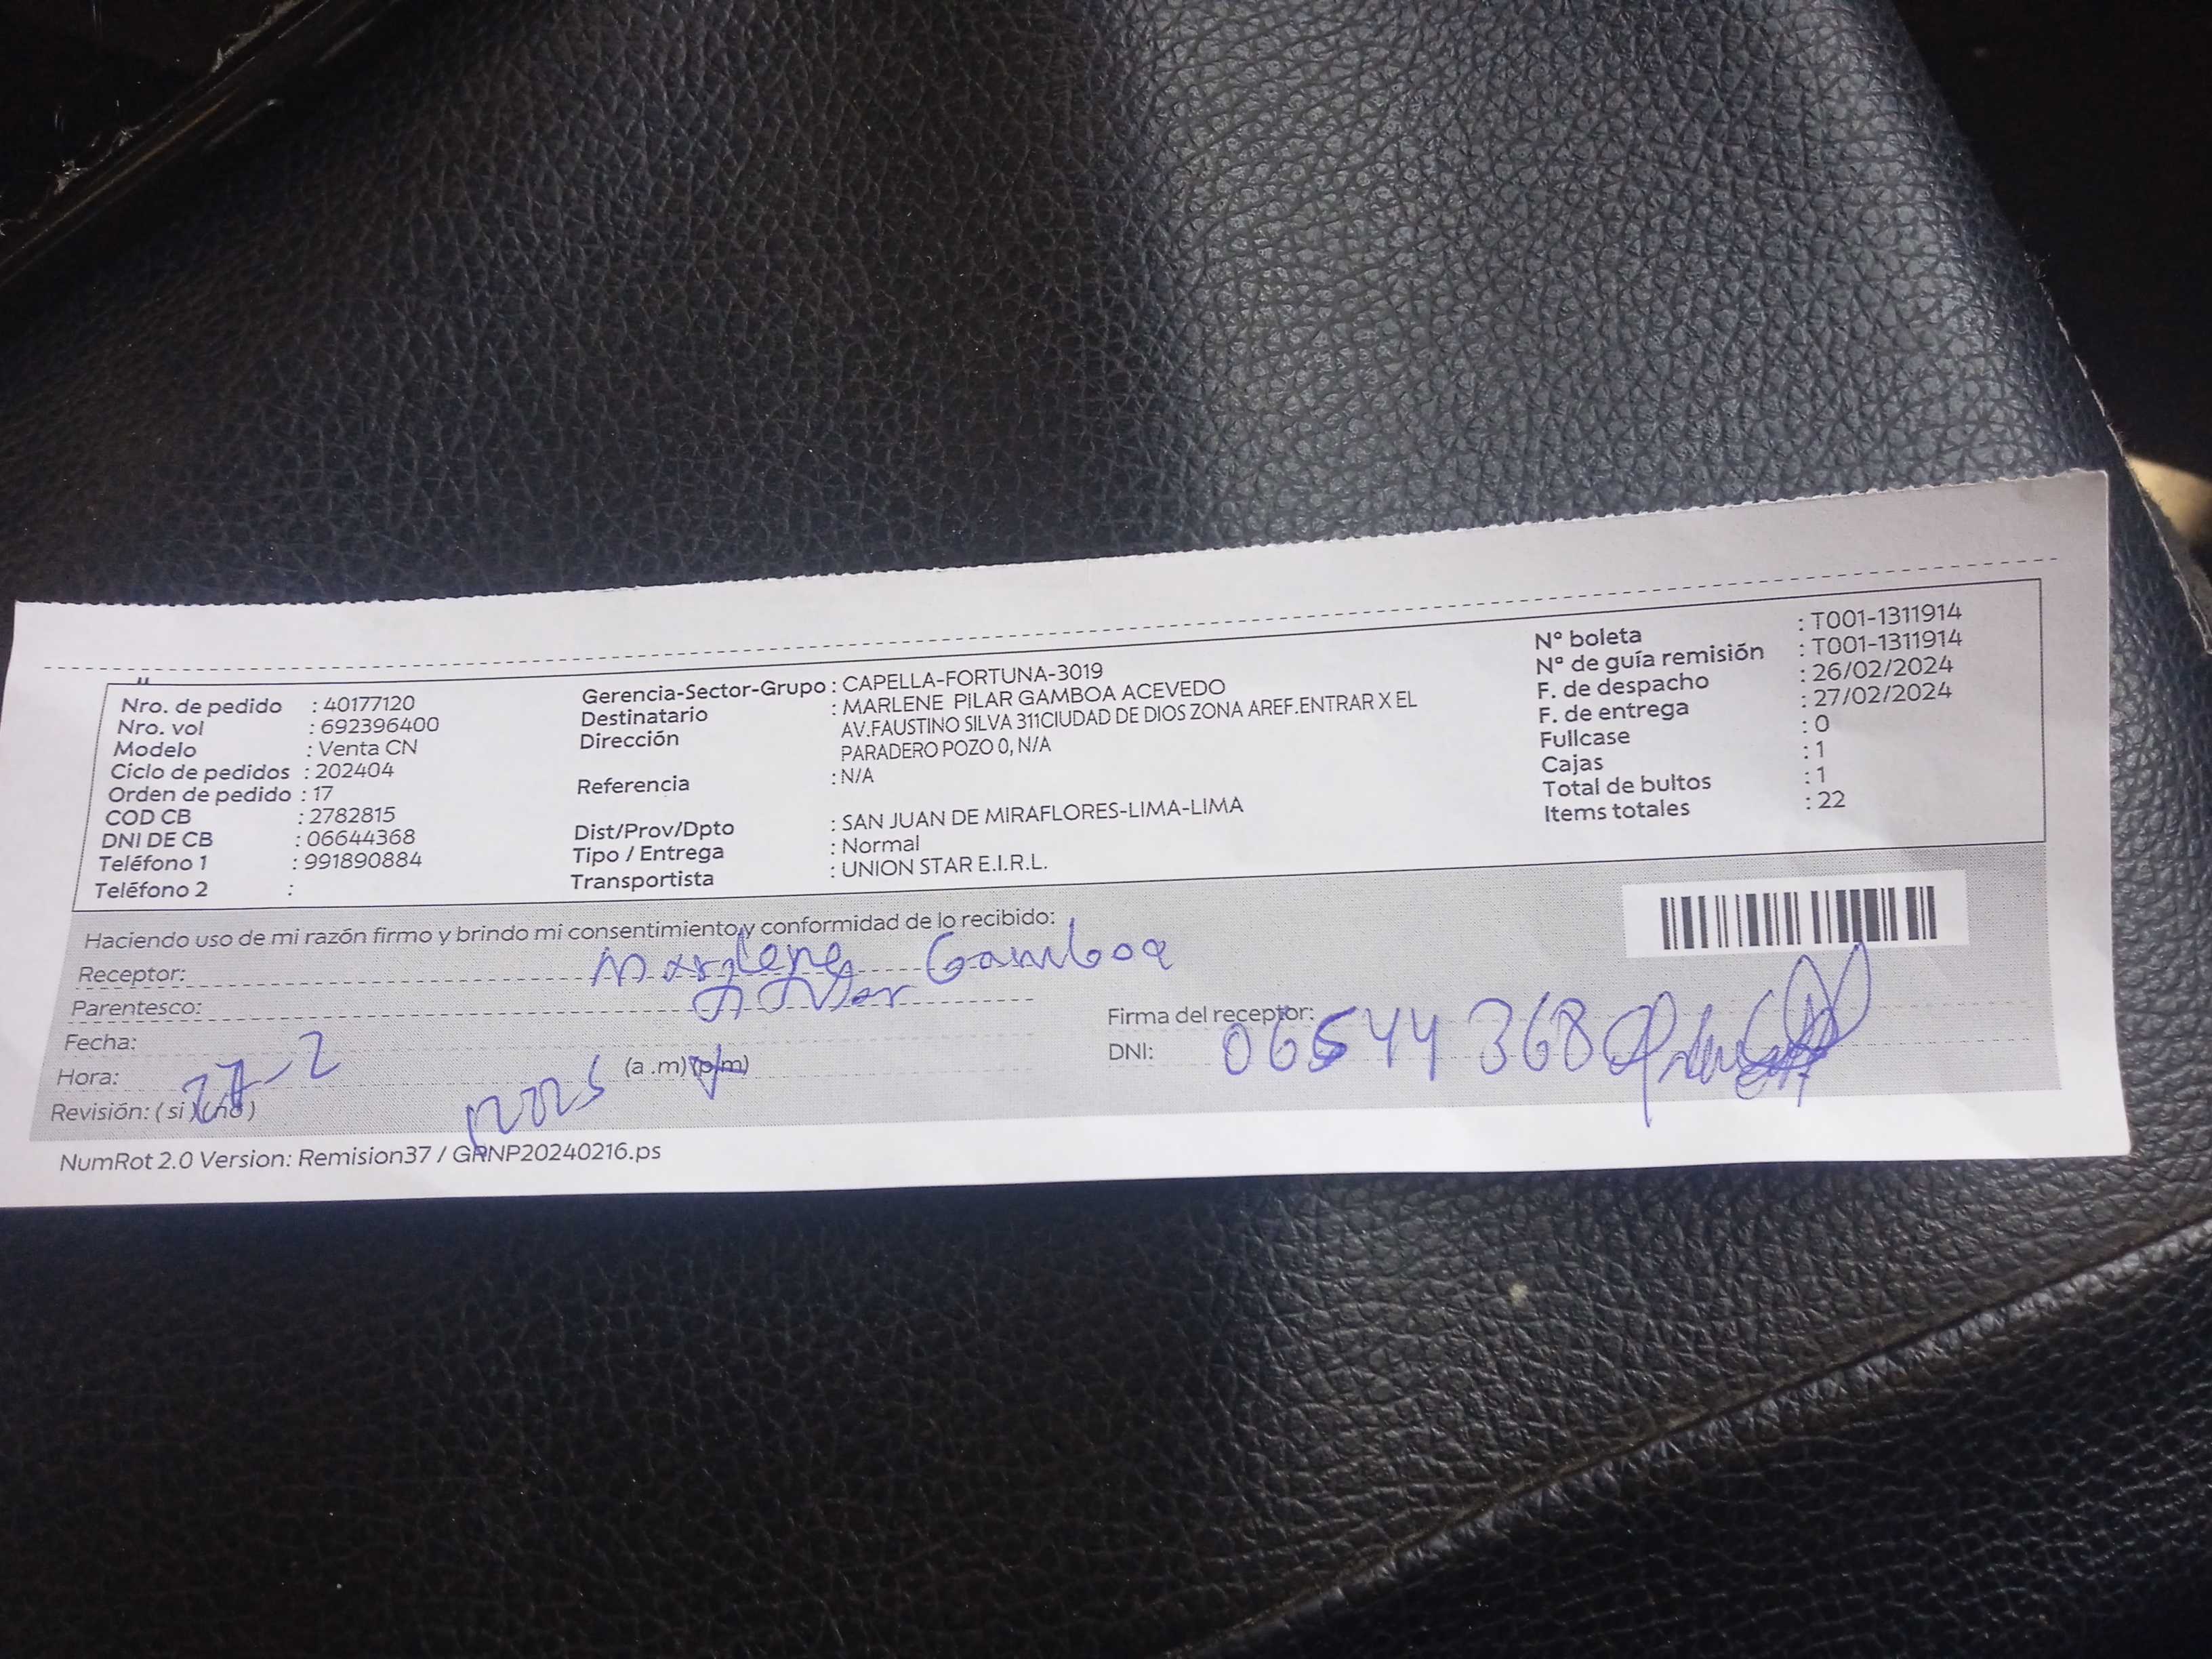 Nro. de pedido : 40177120
Nro. vol : 692396400
Modelo : Venta CN
Ciclo de pedidos : 202404
Orden de pedido : 17
COD CB : 2782815
DNI DE CB : 06644368
Teléfono 1 : 991890884
Teléfono 2 :
Gerencia-Sector-Grupo : CAPELLA-FORTUNA-3019
Destinatario : MARLENE PILAR GAMBOA ACEVEDO
Dirección AV.FAUSTINO SILVA 311CIUDAD DE DIOS ZONA AREF.ENTRAR X EL
PARADERO POZO 0, N/A
Referencia : N/A
Dist/Prov/Dpto : SAN JUAN DE MIRAFLORES-LIMA-LIMA
Tipo / Entrega : Normal
Transportista : UNION STAR E.I.R.L.
N° boleta : T001-1311914
N° de guía remisión : T001-1311914
F. de despacho : 26/02/2024
F. de entrega : 27/02/2024
Fullcase : 0
Cajas : 1
Total de bultos : 1
Items totales : 22
Haciendo uso de mi razón firmo y brindo mi consentimiento y conformidad de lo recibido:
Receptor: Marlene Gamboa
Parentesco:
Fecha: 27-2
Hora: (a .m) (p/m)
Revisión: ( si ) ( no )
Firma del receptor:
DNI: 06644368
NumRot 2.0 Version: Remision37 / GRNP20240216.ps